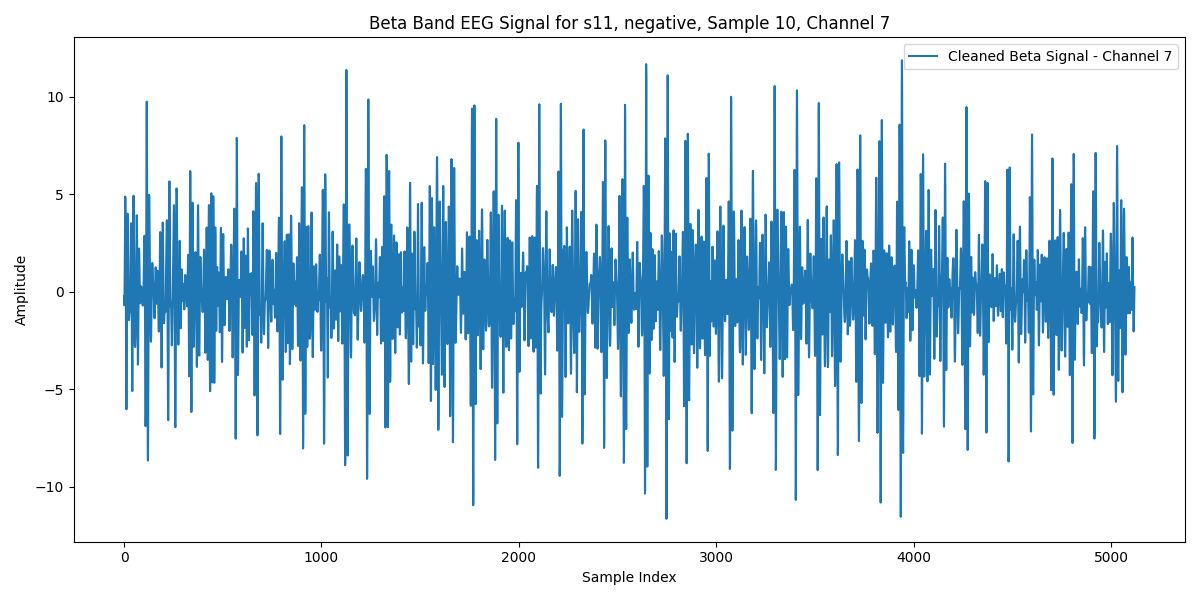 Beta Band EEG Signal for s11, negative, Sample 10, Channel 7
Cleaned Beta Signal - Channel 7
Amplitude
10
5
0
−5
−10
0 1000 2000 3000 4000 5000
Sample Index